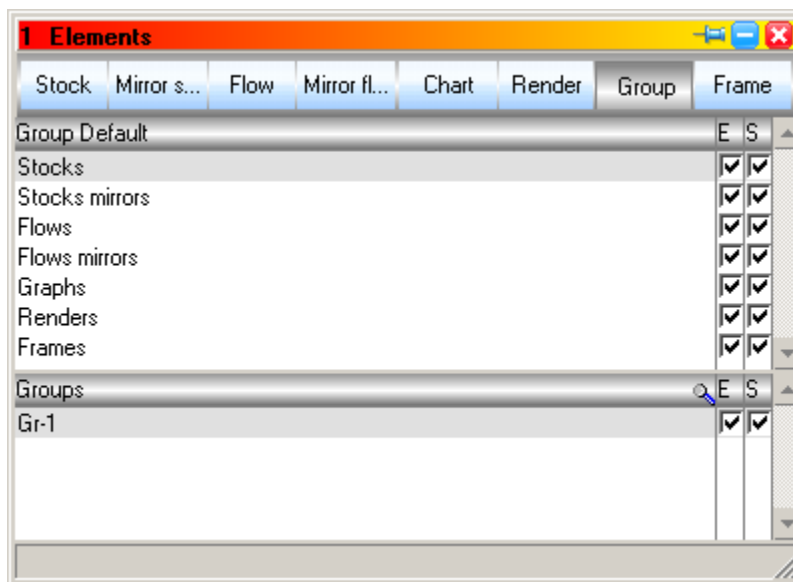 1 Elements
Stock Mirror s... Flow Mirror fl... Chart Render Group Frame
Group Default E S
Stocks
Stocks mirrors
Flows
Flows mirrors
Graphs
Renders
Frames
Groups E S
Gr-1